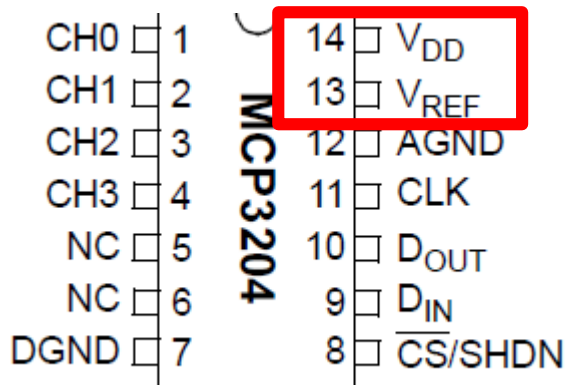 CH0 1 14 VDD
CH1 2 13 VREF
CH2 3 12 AGND
CH3 4 11 CLK
NC 5 10 DOUT
NC 6 9 DIN
DGND 7 8 CS/SHDN
MCP3204